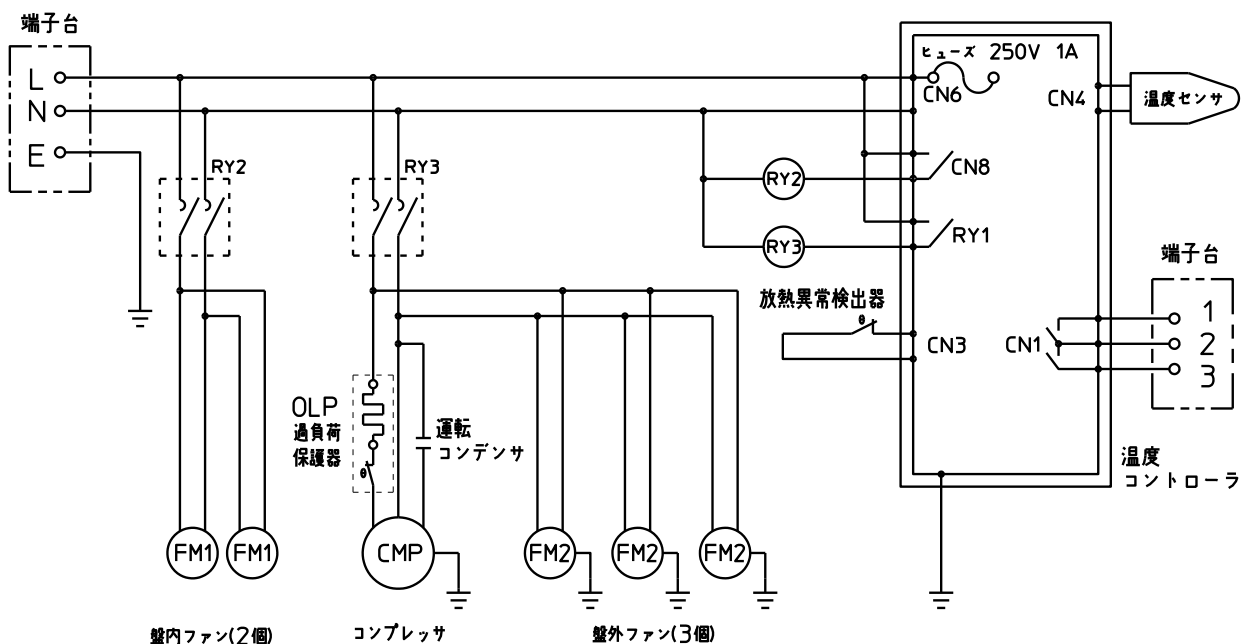 端子台
L
N
E
RY2
RY3
ヒューズ 250V 1A
CN6
CN4
温度センサ
RY2
CN8
RY3
RY1
放熱異常検出器
θ
CN3
CN1
端子台
1
2
3
OLP
過負荷
保護器
θ
運転
コンデンサ
温度
コントローラ
FM1
FM1
CMP
FM2
FM2
FM2
盤内ファン(2個)
コンプレッサ
盤外ファン(3個)